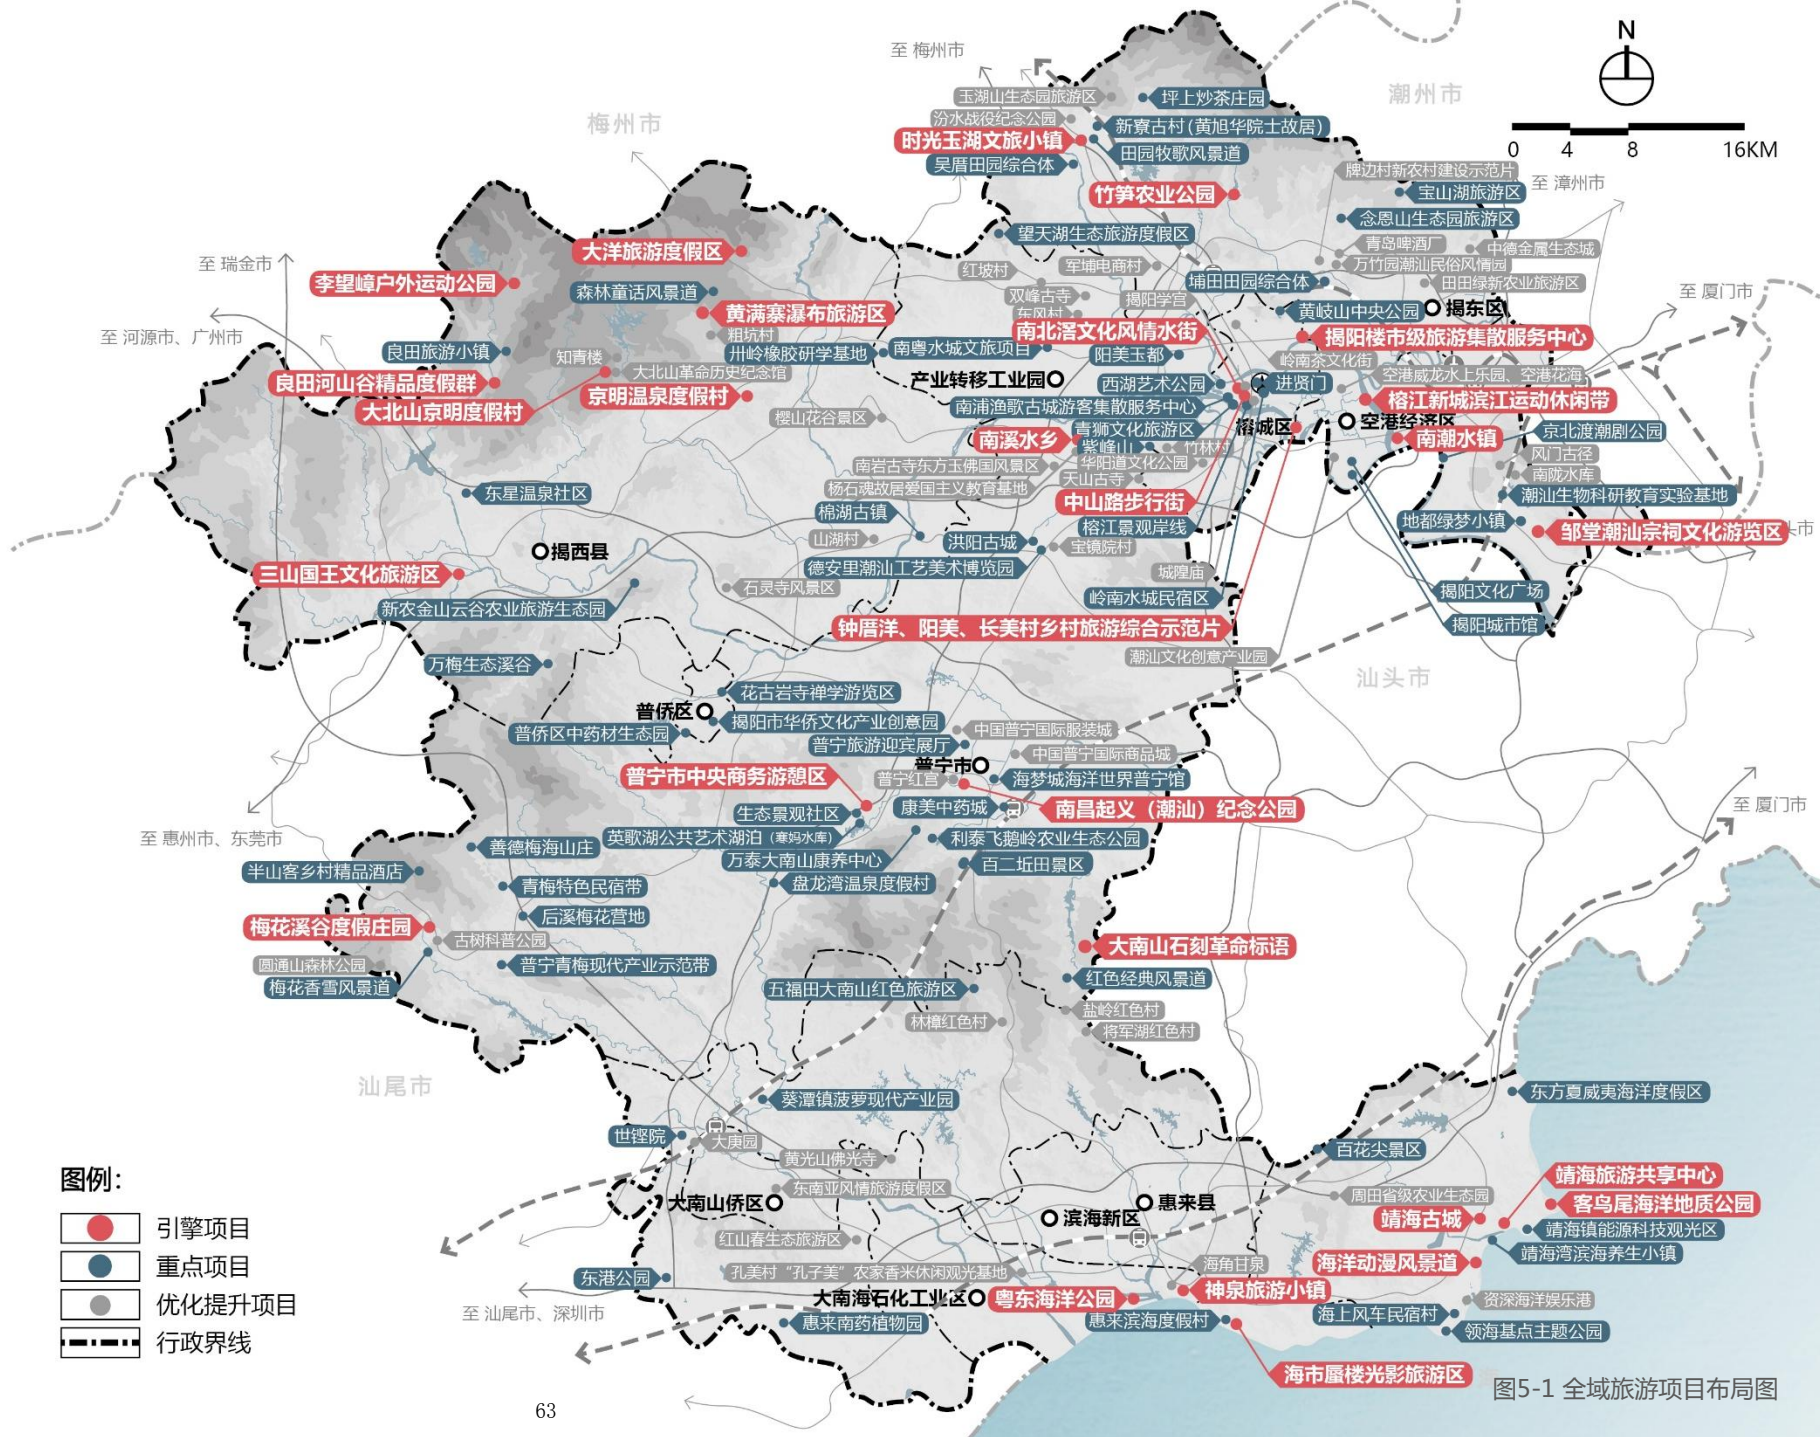 N
0 4 8 16KM
至 梅州市
潮州市
梅州市
玉湖山生态园旅游区
坪上炒茶庄园
汾水战役纪念公园
新寮古村(黄旭华院士故居)
时光玉湖文旅小镇
田园牧歌风景道
吴厝田园综合体
牌边村新农村建设示范片
至 漳州市
竹笋农业公园
宝山湖旅游区
念恩山生态园旅游区
望天湖生态旅游度假区
青岛啤酒厂
中德金属生态城
大洋旅游度假区
至 瑞金市
红坡村
军埔电商村
万竹园潮汕民俗风情园
李望嶂户外运动公园
森林童话风景道
埔田田园综合体
田田绿新农业旅游区
至 厦门市
双峰古寺
揭阳学宫
黄满寨瀑布旅游区
东风村
黄岐山中央公园
揭东区
粗坑村
南北滘文化风情水街
揭阳楼市级旅游集散服务中心
至 河源市、广州市
良田旅游小镇
知青楼
卅岭橡胶研学基地
南粤水城文旅项目
阳美玉都
岭南茶文化街
大北山革命历史纪念馆
空港威龙水上乐园、空港花海
良田河山谷精品度假群
产业转移工业园
西湖艺术公园
进贤门
京明温泉度假村
大北山京明度假村
南浦渔歌古城游客集散服务中心
榕江新城滨江运动休闲带
樱山花谷景区
青狮文化旅游区
榕城区
空港经济区
京北渡潮剧公园
南溪水乡
紫峰山
竹林村
南潮水镇
风门古径
南岩古寺东方玉佛国风景区
华阳道文化公园
南陇水库
天山古寺
杨石魂故居爱国主义教育基地
东星温泉社区
中山路步行街
潮汕生物科研教育实验基地
棉湖古镇
榕江景观岸线
地都绿梦小镇
邹堂潮汕宗祠文化游览区
揭西县
山湖村
洪阳古城
宝镜院村
三山国王文化旅游区
德安里潮汕工艺美术博览园
城隍庙
石灵寺风景区
揭阳文化广场
新农金山云谷农业旅游生态园
岭南水城民宿区
钟厝洋、阳美、长美村乡村旅游综合示范片
揭阳城市馆
潮汕文化创意产业园
万梅生态溪谷
汕头市
花古岩寺禅学游览区
普侨区
揭阳市华侨文化产业创意园
普侨区中药材生态园
中国普宁国际服装城
普宁旅游迎宾展厅
中国普宁国际商品城
普宁市
普宁市中央商务游憩区
普宁红宫
海梦城海洋世界普宁馆
生态景观社区
康美中药城
南昌起义（潮汕）纪念公园
至 厦门市
至 惠州市、东莞市
英歌湖公共艺术湖泊（寒妈水库）
利泰飞鹅岭农业生态公园
善德梅海山庄
万泰大南山康养中心
百二坵田景区
半山客乡村精品酒店
青梅特色民宿带
盘龙湾温泉度假村
后溪梅花营地
梅花溪谷度假庄园
古树科普公园
大南山石刻革命标语
圆通山森林公园
普宁青梅现代产业示范带
梅花香雪风景道
红色经典风景道
五福田大南山红色旅游区
盐岭红色村
林樟红色村
将军湖红色村
汕尾市
葵潭镇菠萝现代产业园
东方夏威夷海洋度假区
世铿院
大庚园
百花尖景区
黄光山佛光寺
图例：
靖海旅游共享中心
东南亚风情旅游度假区
大南山侨区
惠来县
周田省级农业生态园
客鸟尾海洋地质公园
引擎项目
滨海新区
靖海古城
红山春生态旅游区
靖海镇能源科技观光区
靖海湾滨海养生小镇
重点项目
海角甘泉
海洋动漫风景道
东港公园
孔美村“孔子美”农家香米休闲观光基地
优化提升项目
大南海石化工业区
粤东海洋公园
神泉旅游小镇
资深海洋娱乐港
至 汕尾市、深圳市
惠来南药植物园
惠来滨海度假村
海上风车民宿村
领海基点主题公园
行政界线
海市蜃楼光影旅游区
图5-1 全域旅游项目布局图
63